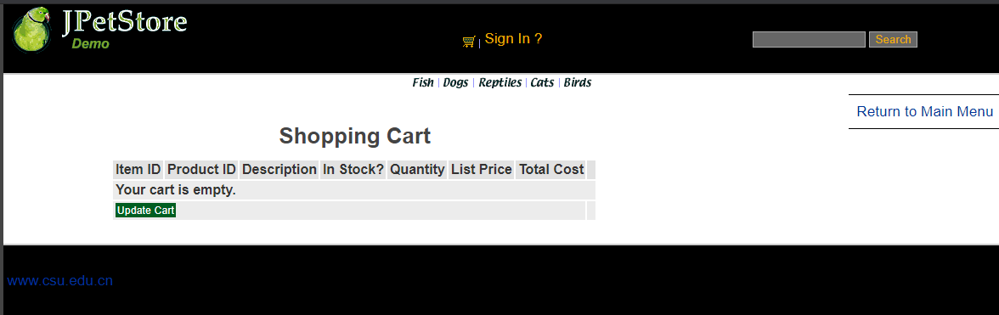 JPetStore
Demo
Sign In ?
Search
Fish | Dogs | Reptiles | Cats | Birds
Return to Main Menu
Shopping Cart
Item ID Product ID Description In Stock? Quantity List Price Total Cost
Your cart is empty.
Update Cart
www.csu.edu.cn